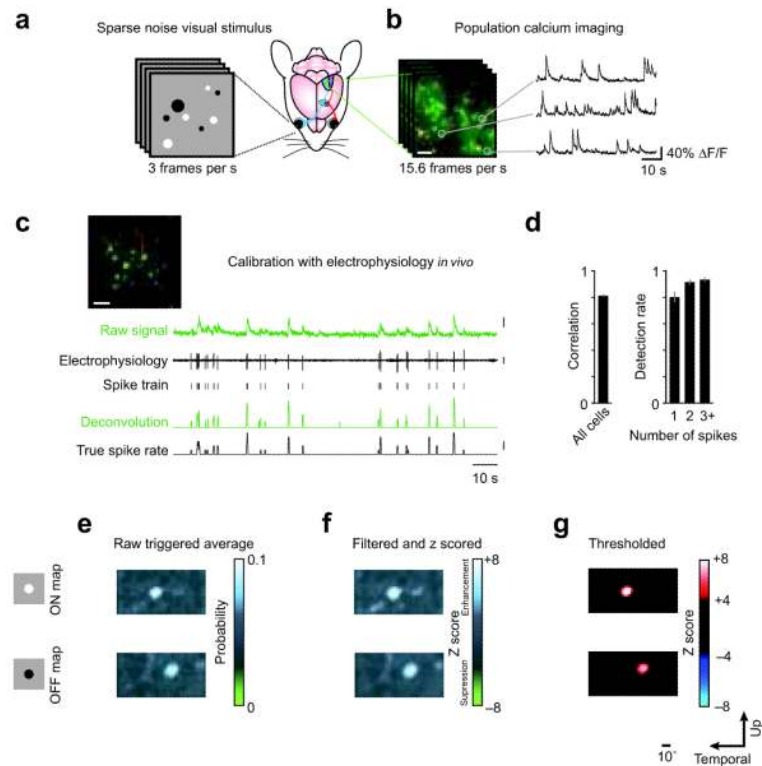 a
Sparse noise visual stimulus
3 frames per s
b
Population calcium imaging
15.6 frames per s
40% ΔF/F
10 s
c
Calibration with electrophysiology in vivo
Raw signal
Electrophysiology
Spike train
Deconvolution
True spike rate
10 s
d
Correlation
1
0
All cells
Detection rate
1
0
1 2 3+
Number of spikes
ON map
OFF map
e
Raw triggered average
0.1
Probability
0
f
Filtered and z scored
+8
Enhancement
Z score
Supression
–8
g
Thresholded
+8
+4
Z score
–4
–8
10°
Temporal
Up